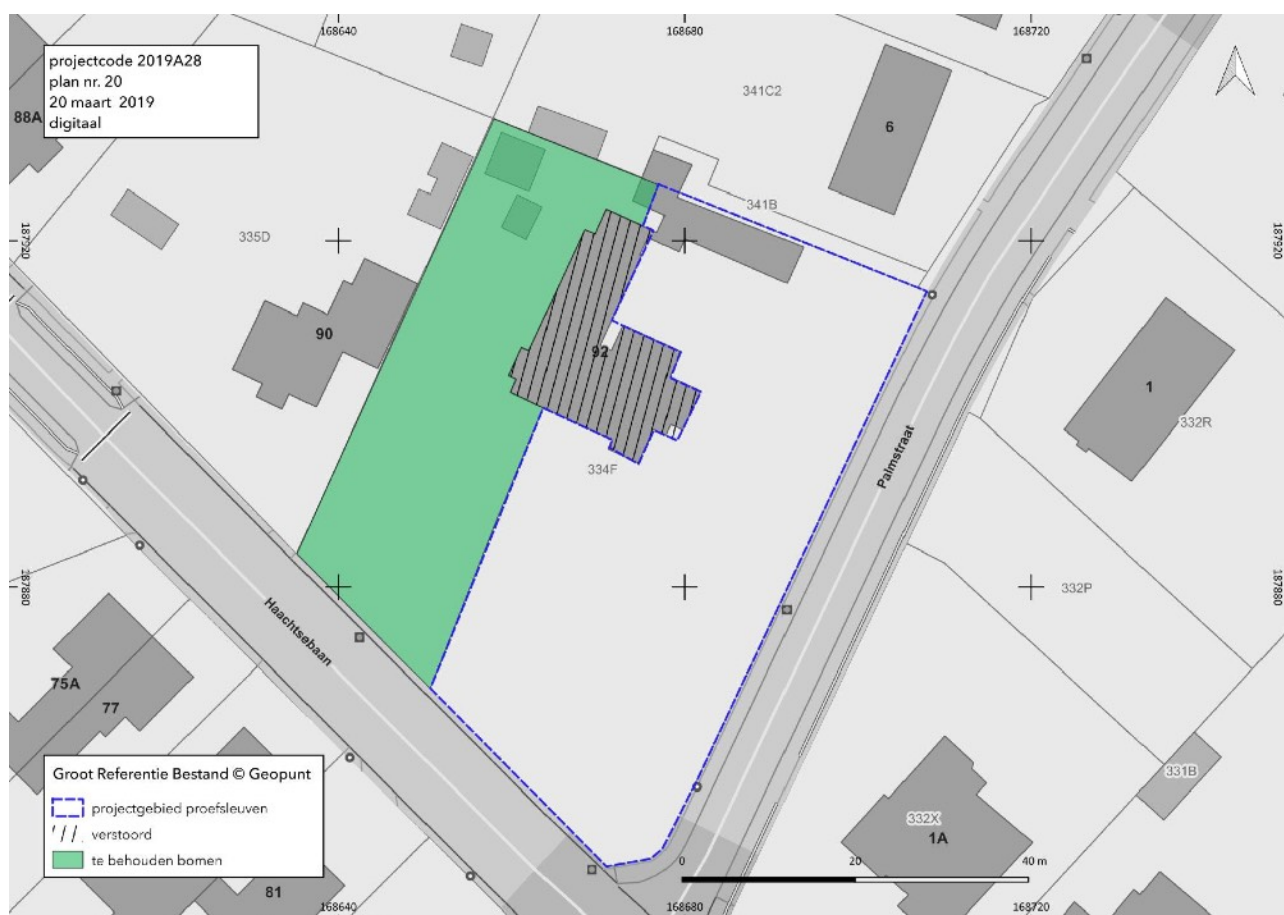 168640
168680
168720
projectcode 2019A28
plan nr. 20
20 maart 2019
digitaal
88A
341C2
6
341B
187920
187920
335D
90
92
1
332R
334F
Palmstraat
187880
187880
332P
Haachtsebaan
75A
77
331B
332X
1A
Groot Referentie Bestand © Geopunt
projectgebied proefsleuven
verstoord
te behouden bomen
0
20
40 m
81
168640
168680
168720